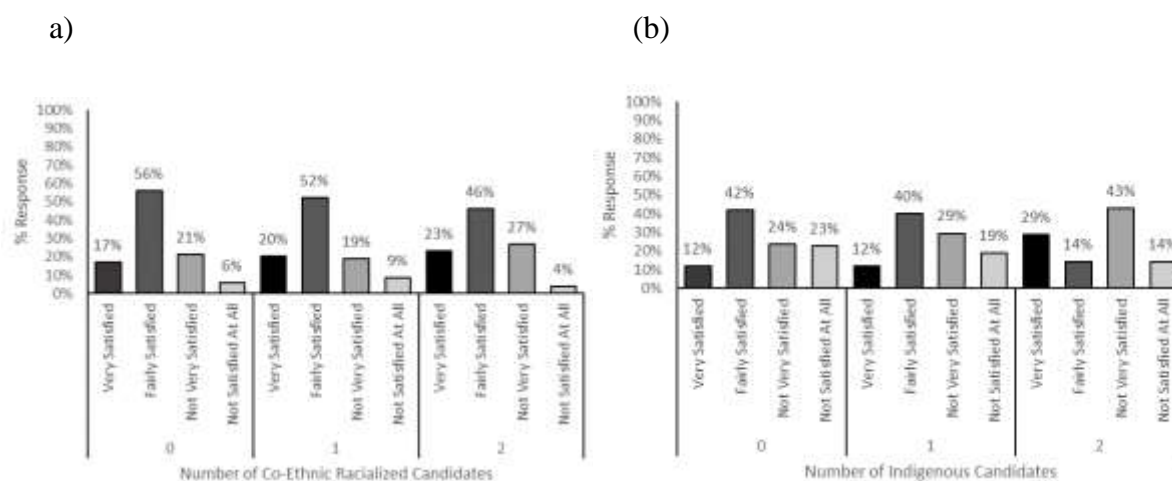 a)
100%
90%
80%
70%
60%
50%
40%
30%
20%
10%
0%
% Response
17%
56%
21%
6%
20%
52%
19%
9%
23%
46%
27%
4%
Very Satisfied
Fairly Satisfied
Not Very Satisfied
Not Satisfied At All
Very Satisfied
Fairly Satisfied
Not Very Satisfied
Not Satisfied At All
Very Satisfied
Fairly Satisfied
Not Very Satisfied
Not Satisfied At All
0
1
2
Number of Co-Ethnic Racialized Candidates
(b)
100%
90%
80%
70%
60%
50%
40%
30%
20%
10%
0%
% Response
12%
42%
24%
23%
12%
40%
29%
19%
29%
14%
43%
14%
Very Satisfied
Fairly Satisfied
Not Very Satisfied
Not Satisfied At All
Very Satisfied
Fairly Satisfied
Not Very Satisfied
Not Satisfied At All
Very Satisfied
Fairly Satisfied
Not Very Satisfied
Not Satisfied At All
0
1
2
Number of Indigenous Candidates